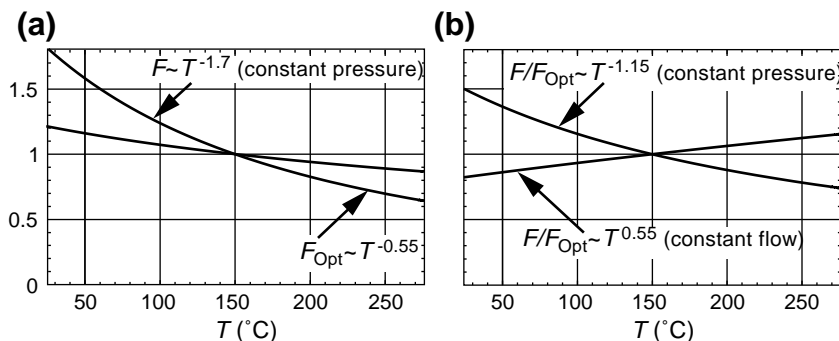 (a)
(b)
1.5
1
0.5
0
F~T-1.7 (constant pressure)
FOpt~T-0.55
50 100 150 200 250
T (˚C)
F/FOpt~T-1.15 (constant pressure)
F/FOpt~T0.55 (constant flow)
50 100 150 200 250
T (˚C)